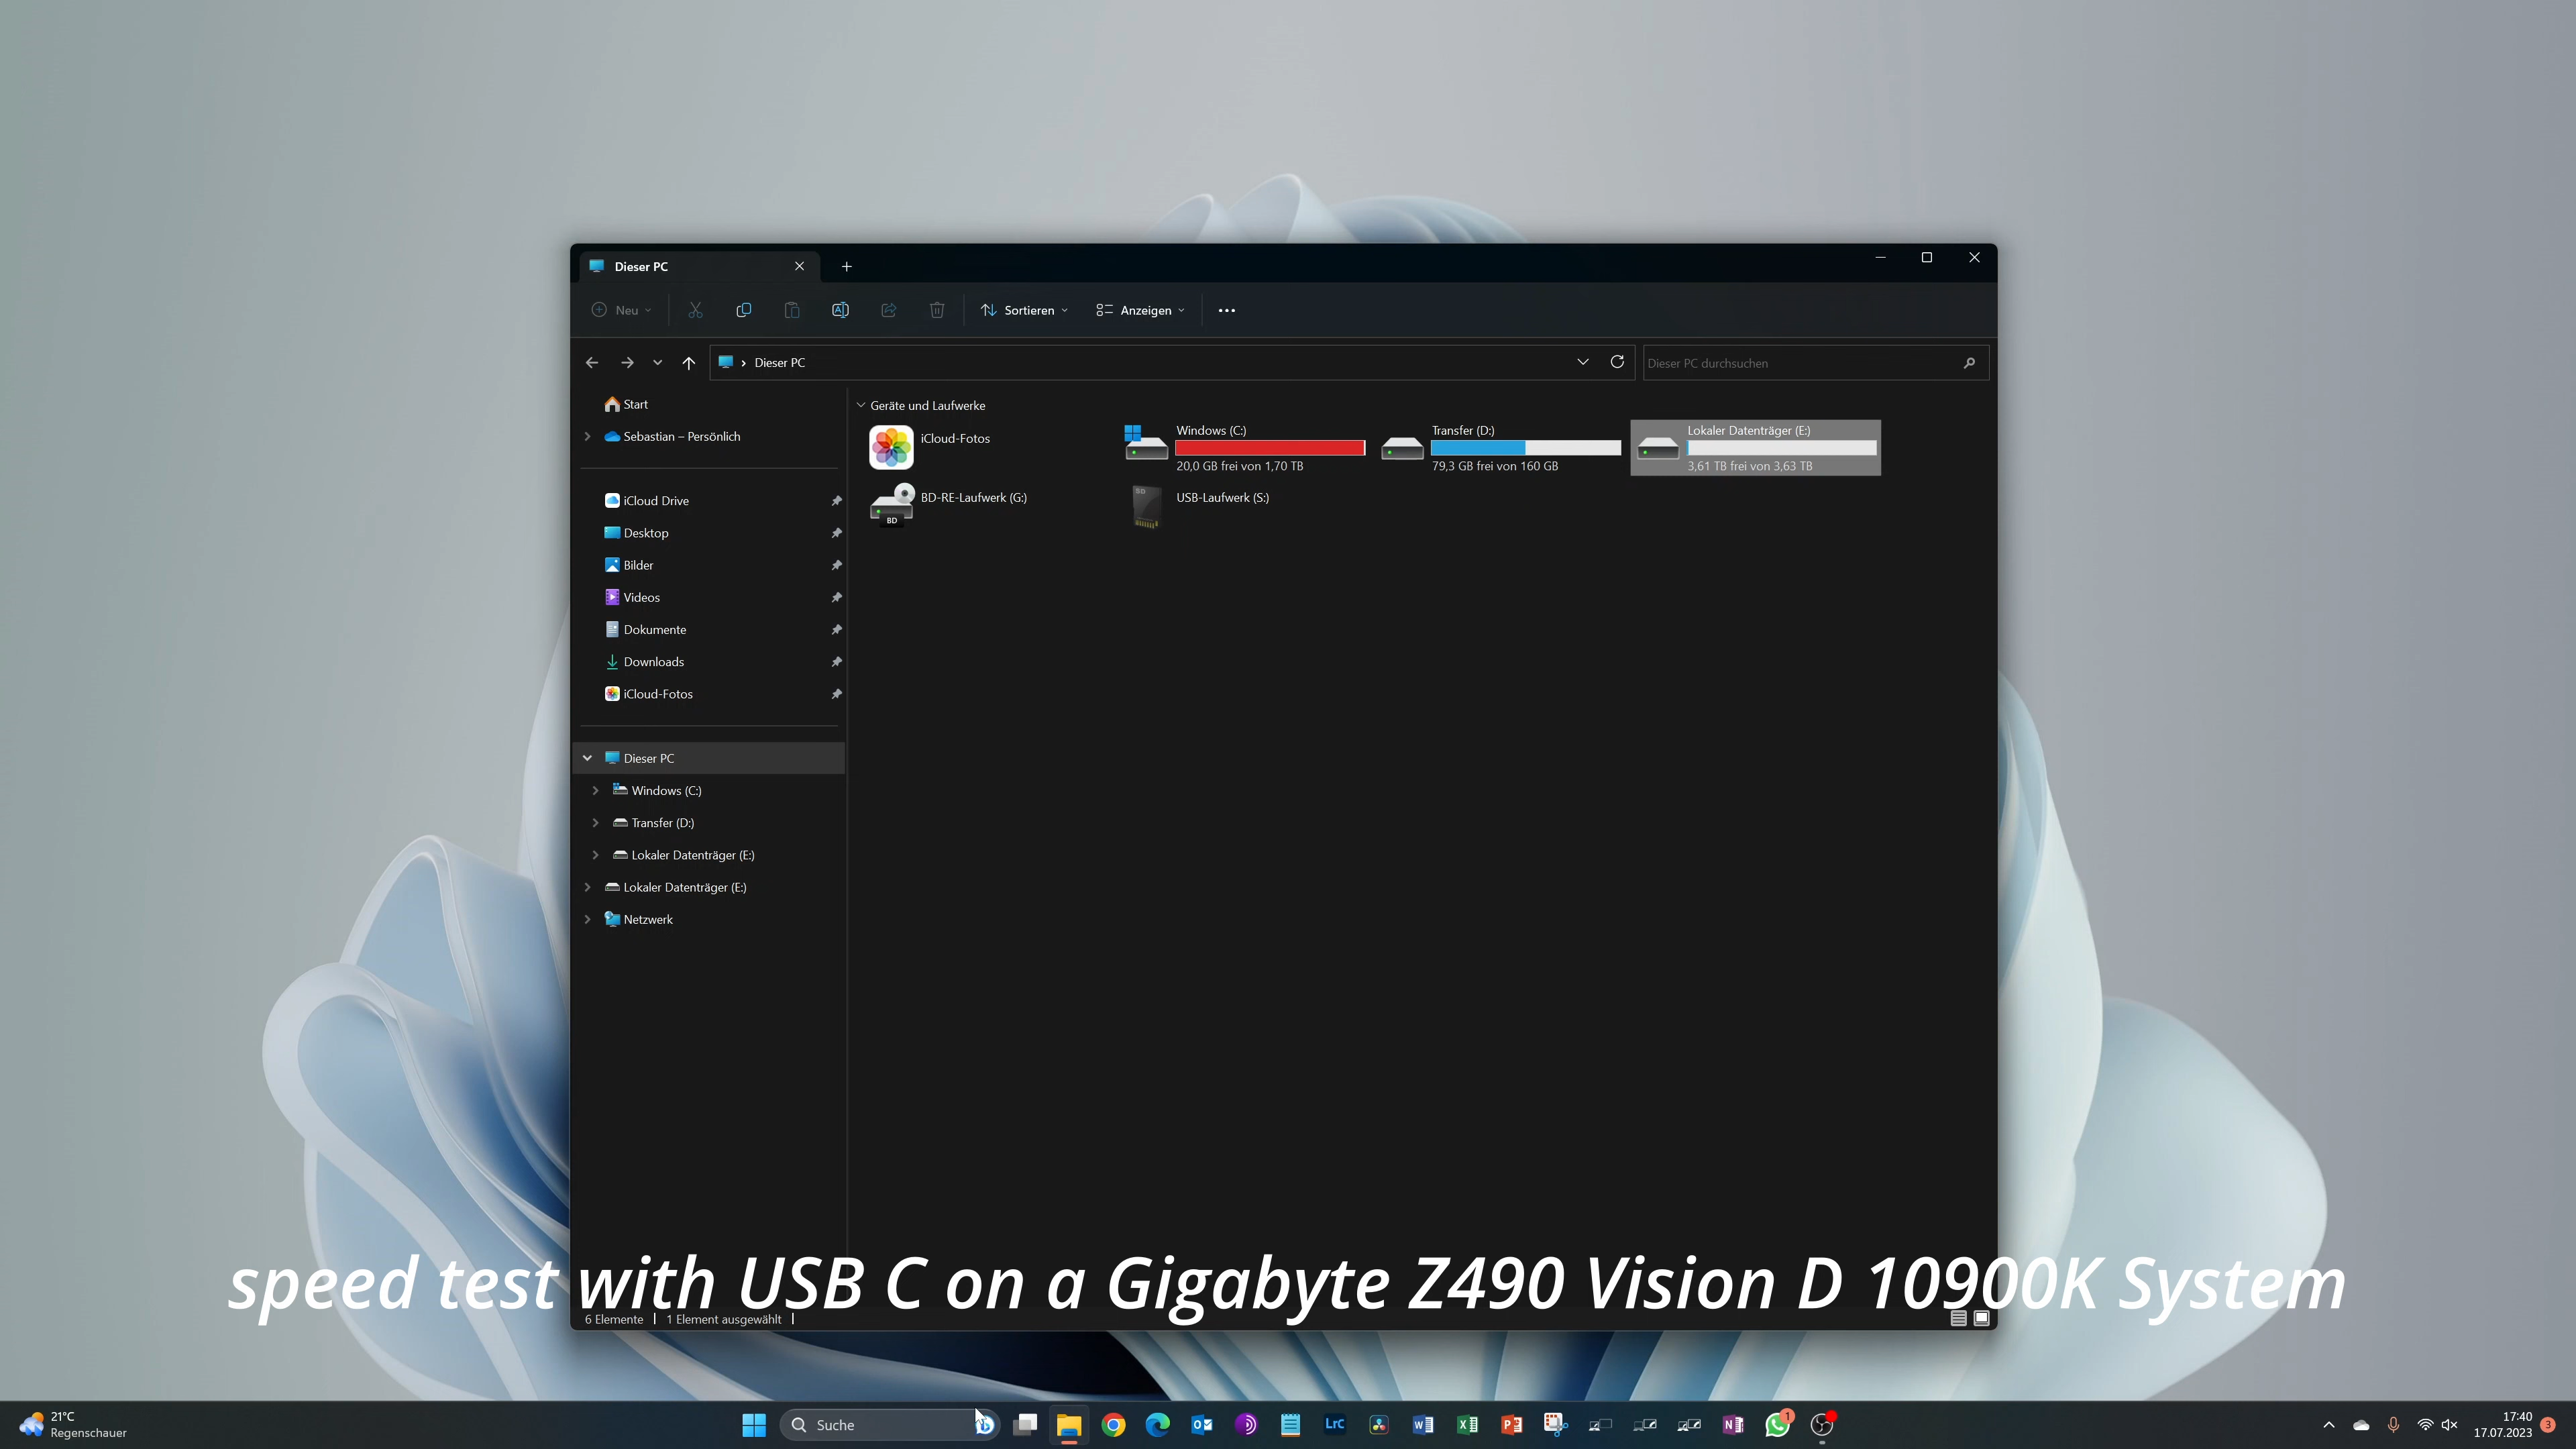 Dieser PC
Neu
Sortieren
Anzeigen
Dieser PC
Dieser PC durchsuchen
Start
Sebastian – Persönlich
iCloud Drive
Desktop
Bilder
Videos
Dokumente
Downloads
iCloud-Fotos
Dieser PC
Windows (C:)
Transfer (D:)
Lokaler Datenträger (E:)
Lokaler Datenträger (E:)
Netzwerk
Geräte und Laufwerke
iCloud-Fotos
Windows (C:)
20,0 GB frei von 1,70 TB
Transfer (D:)
79,3 GB frei von 160 GB
Lokaler Datenträger (E:)
3,61 TB frei von 3,63 TB
BD
BD-RE-Laufwerk (G:)
SD
USB-Laufwerk (S:)
speed test with USB C on a Gigabyte Z490 Vision D 10900K System
6 Elemente
1 Element ausgewählt
21°C
Regenschauer
Suche
LrC
1
17:40
17.07.2023
3